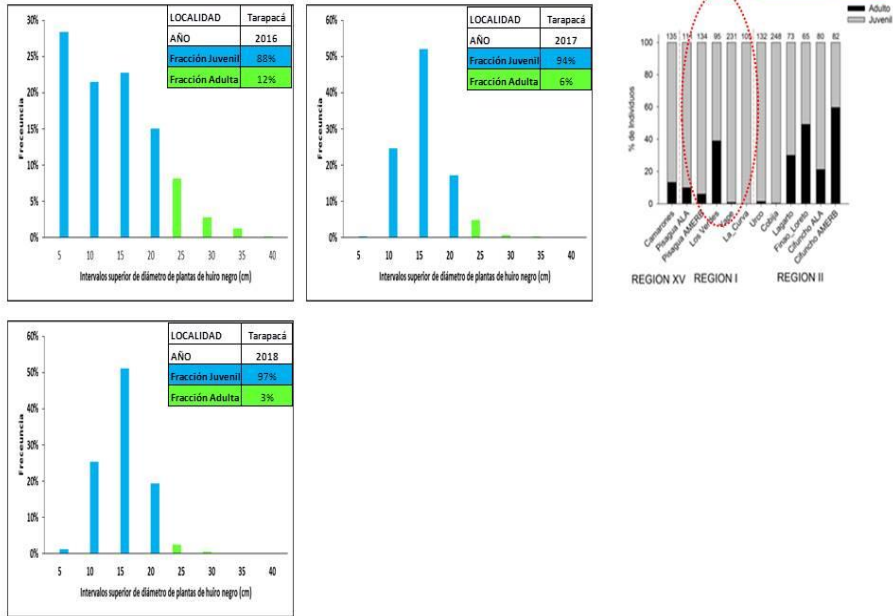 LOCALIDAD Tarapacá
AÑO 2016
Fracción Juvenil 88%
Fracción Adulta 12%
30%
25%
20%
15%
10%
5%
0%
Freceuncia
5 10 15 20 25 30 35 40
Intervalos superior de diámetro de plantas de huiro negro (cm)
LOCALIDAD Tarapacá
AÑO 2017
Fracción Juvenil 94%
Fracción Adulta 6%
60%
50%
40%
30%
20%
10%
0%
Freceuncia
5 10 15 20 25 30 35 40
Intervalos superior de diámetro de plantas de huiro negro (cm)
Adulto
Juvenil
135 134 95 231 105 132 248 73 65 80 82
100
80
60
40
20
0
% de Individuos
Camarones
Pisagua ALA
Pisagua AMERB
Los Verdes
La_Curva
Urco
Cobija
Lagarto
Finao_Loreto
Cifuncho ALA
Cifuncho AMERB
REGION XV REGION I REGION II
LOCALIDAD Tarapacá
AÑO 2018
Fracción Juvenil 97%
Fracción Adulta 3%
60%
50%
40%
30%
20%
10%
0%
Freceuncia
5 10 15 20 25 30 35 40
Intervalos superior de diámetro de plantas de huiro negro (cm)